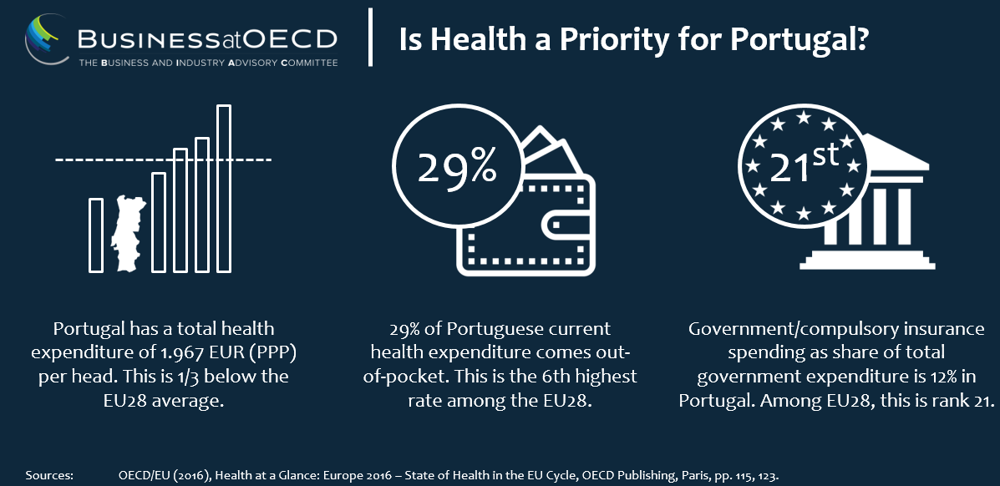 BUSINESSatOECD
THE BUSINESS AND INDUSTRY ADVISORY COMMITTEE
Is Health a Priority for Portugal?
29%
21st
Portugal has a total health
expenditure of 1.967 EUR (PPP)
per head. This is 1/3 below the
EU28 average.
29% of Portuguese current
health expenditure comes out-
of-pocket. This is the 6th highest
rate among the EU28.
Government/compulsory insurance
spending as share of total
government expenditure is 12% in
Portugal. Among EU28, this is rank 21.
Sources: OECD/EU (2016), Health at a Glance: Europe 2016 – State of Health in the EU Cycle, OECD Publishing, Paris, pp. 115, 123.